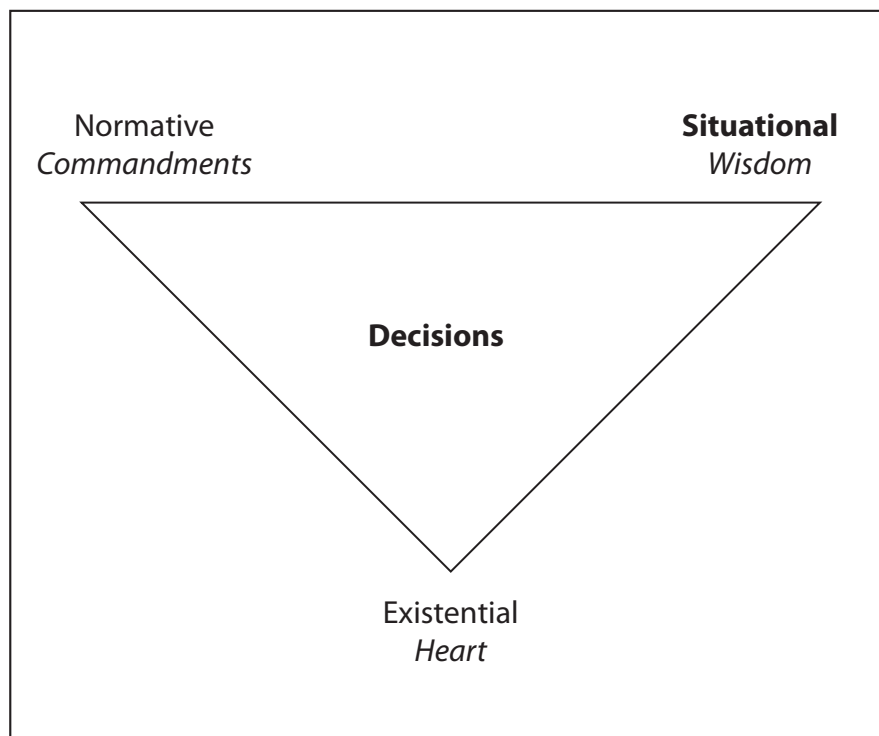 Normative
Commandments
Situational
Wisdom
Decisions
Existential
Heart